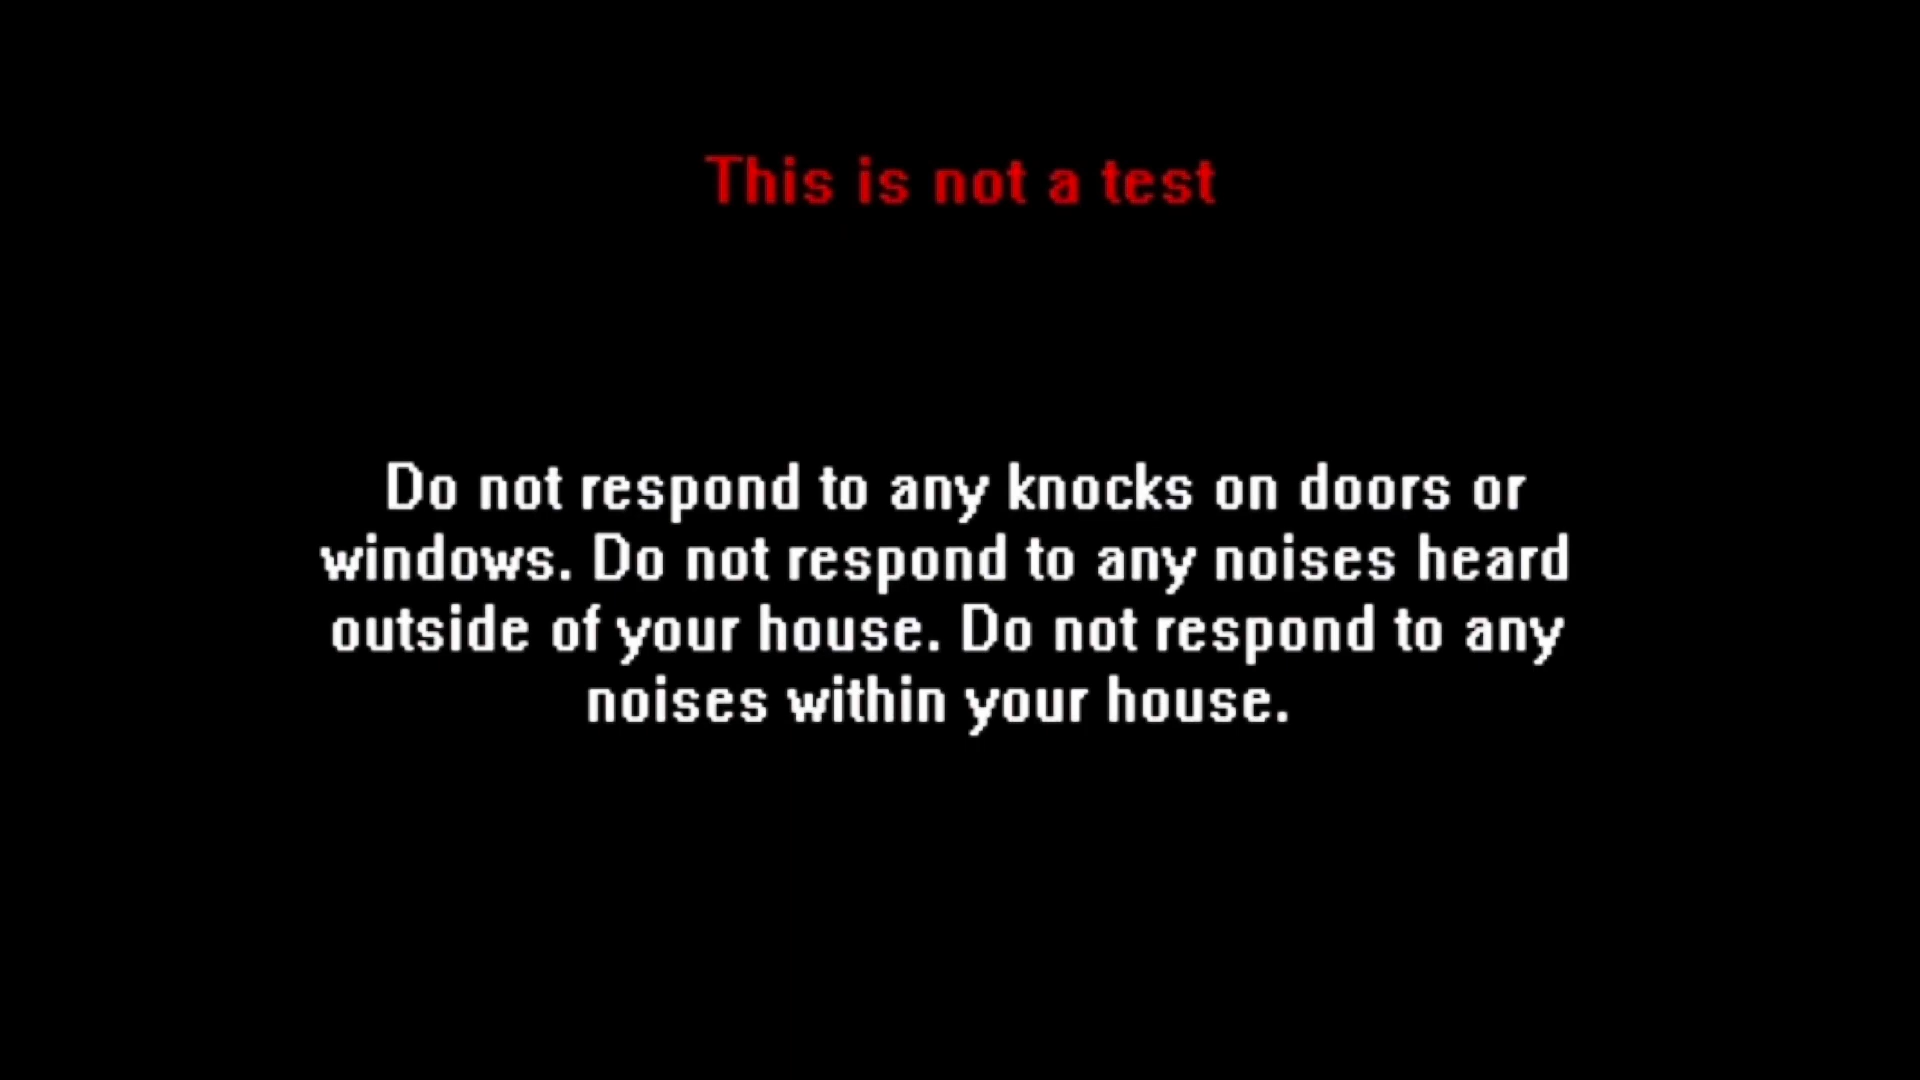 This is not a test
Do not respond to any knocks on doors or
windows. Do not respond to any noises heard
outside of your house. Do not respond to any
noises within your house.